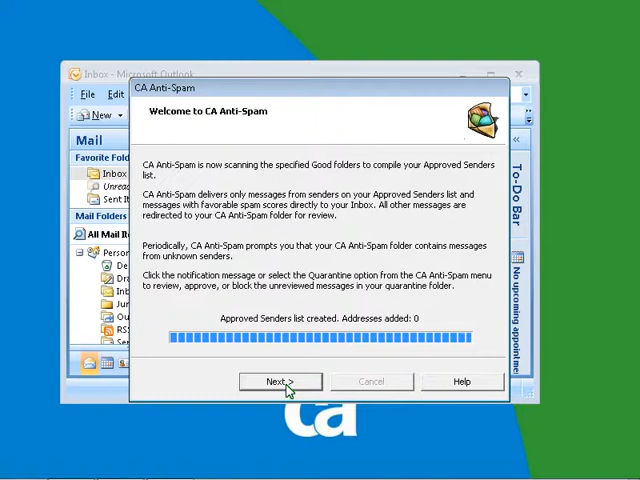 Inbox - Microsoft Outlook
CA Anti-Spam
File Edit
Welcome to CA Anti-Spam
New
Mail
Favorite Fold
Inbox
Unrea
Sent It
Mail Folders
All Mail Ite
Person
De
Dra
Inb
Jun
Ou
RSS
Se
CA Anti-Spam is now scanning the specified Good folders to compile your Approved Senders
list.
CA Anti-Spam delivers only messages from senders on your Approved Senders list and
messages with favorable spam scores directly to your Inbox. All other messages are
redirected to your CA Anti-Spam folder for review.
Periodically, CA Anti-Spam prompts you that your CA Anti-Spam folder contains messages
from unknown senders.
Click the notification message or select the Quarantine option from the CA Anti-Spam menu
to review, approve, or block the unreviewed messages in your quarantine folder.
Approved Senders list created. Addresses added: 0
Next >
Cancel
Help
To-Do Bar
No upcoming appointme
ca